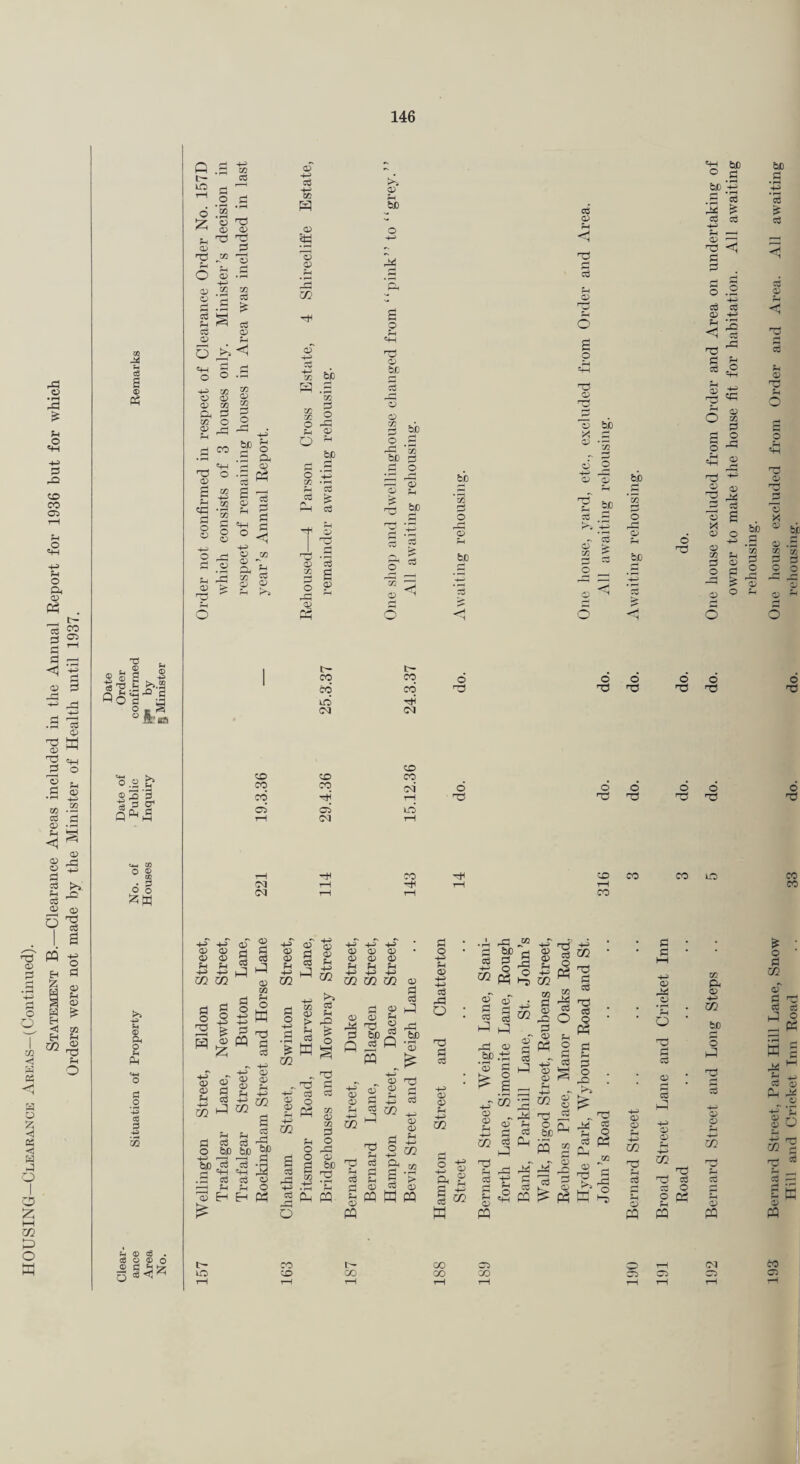 146
HOUSING—CLEARANCE AREAS—(Continued).
STATEMENT B.—Clearance Areas included in the Annual Report for 1936 but for which
Orders were not made by the Minister of Health until 1937.
Clear-ance Area No. | Situation of Property | No. of Houses | Date of Public Inquiry | Date Order confirmed by Minister | Remarks
157 Wellington Street, Eldon Street, 221 19.3.36 — Order not confirmed in respect of Clearance Order No. 157D
Newton Lane, Newton Street, which consists of 3 houses only. Minister's decision in
Trafalgar Lane, Button Lane, respect of remaining houses in Area was included in last
Trafalgar Street, Horse Lane, year's Annual Report.
Rockingham Street and
163 Chatham Street, Swinton Street, 114 29.4.36 25.3.37 Rehoused—4 Parson Cross Estate, 4 Shirecliffe Estate,
Pitsmoor Road, Harvest Lane, remainder awaiting rehousing.
Bridgehouses and Mowbray Street
187 Bernard Street, Duke Street, 143 15.12.36 24.3.37 One shop and dwellinghouse changed from "pink" to "grey."
Bernard Lane, Blagden Street, All awaiting rehousing.
Hampton Street, Dacre Street,
Bevis Street and Weigh Lane ..
188 Hampton Street and Chatterton 14 do. do. Awaiting rehousing.
Street .. .. ..
189 Bernard Street, Weigh Lane, Stani- 316 do. do. One house, yard, etc., excluded from Order and Area.
forth Lane, Simonite Lane, Rough All awaiting rehousing.
Bank, Parkhill Lane, St. John's
Walk, Bigod Street, Reubens Street,
Reubens Place, Manor Oaks Road,
Hyde Park, Wybourn Road and St.
John's Road .. ..
190 Bernard Street .. .. 3 do. do. Awaiting rehousing.
191 Broad Street Lane and Cricket Inn 3 do. do. do.
Road .. .. ..
192 Bernard Street and Long Steps .. 5 do. do. One house excluded from Order and Area on undertaking of
owner to make the house fit for habitation. All awaiting
rehousing
193 Bernard Street, Park Hill Lane, Snow 33 do. do. One house excluded from Order and Area. All awaiting
Hill and Cricket Inn Road .. rehousing.